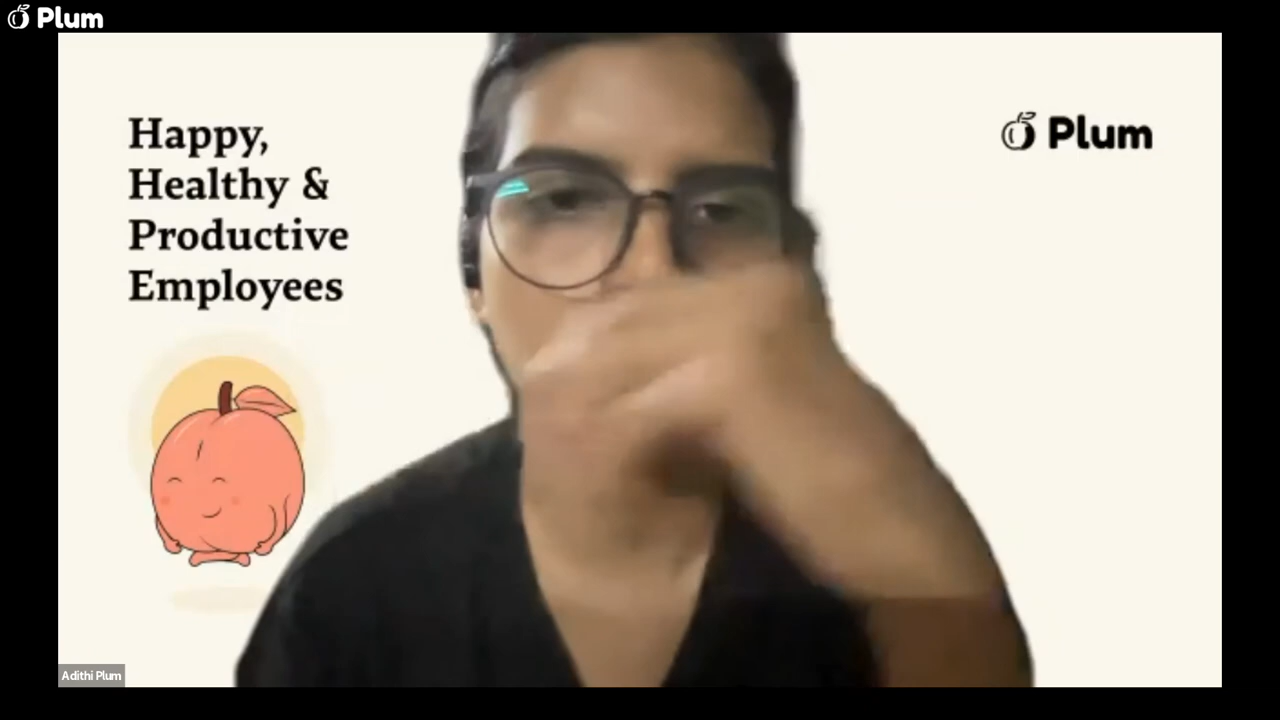 Plum
Happy,
Healthy &
Productive
Employees
Plum
Adithi Plum